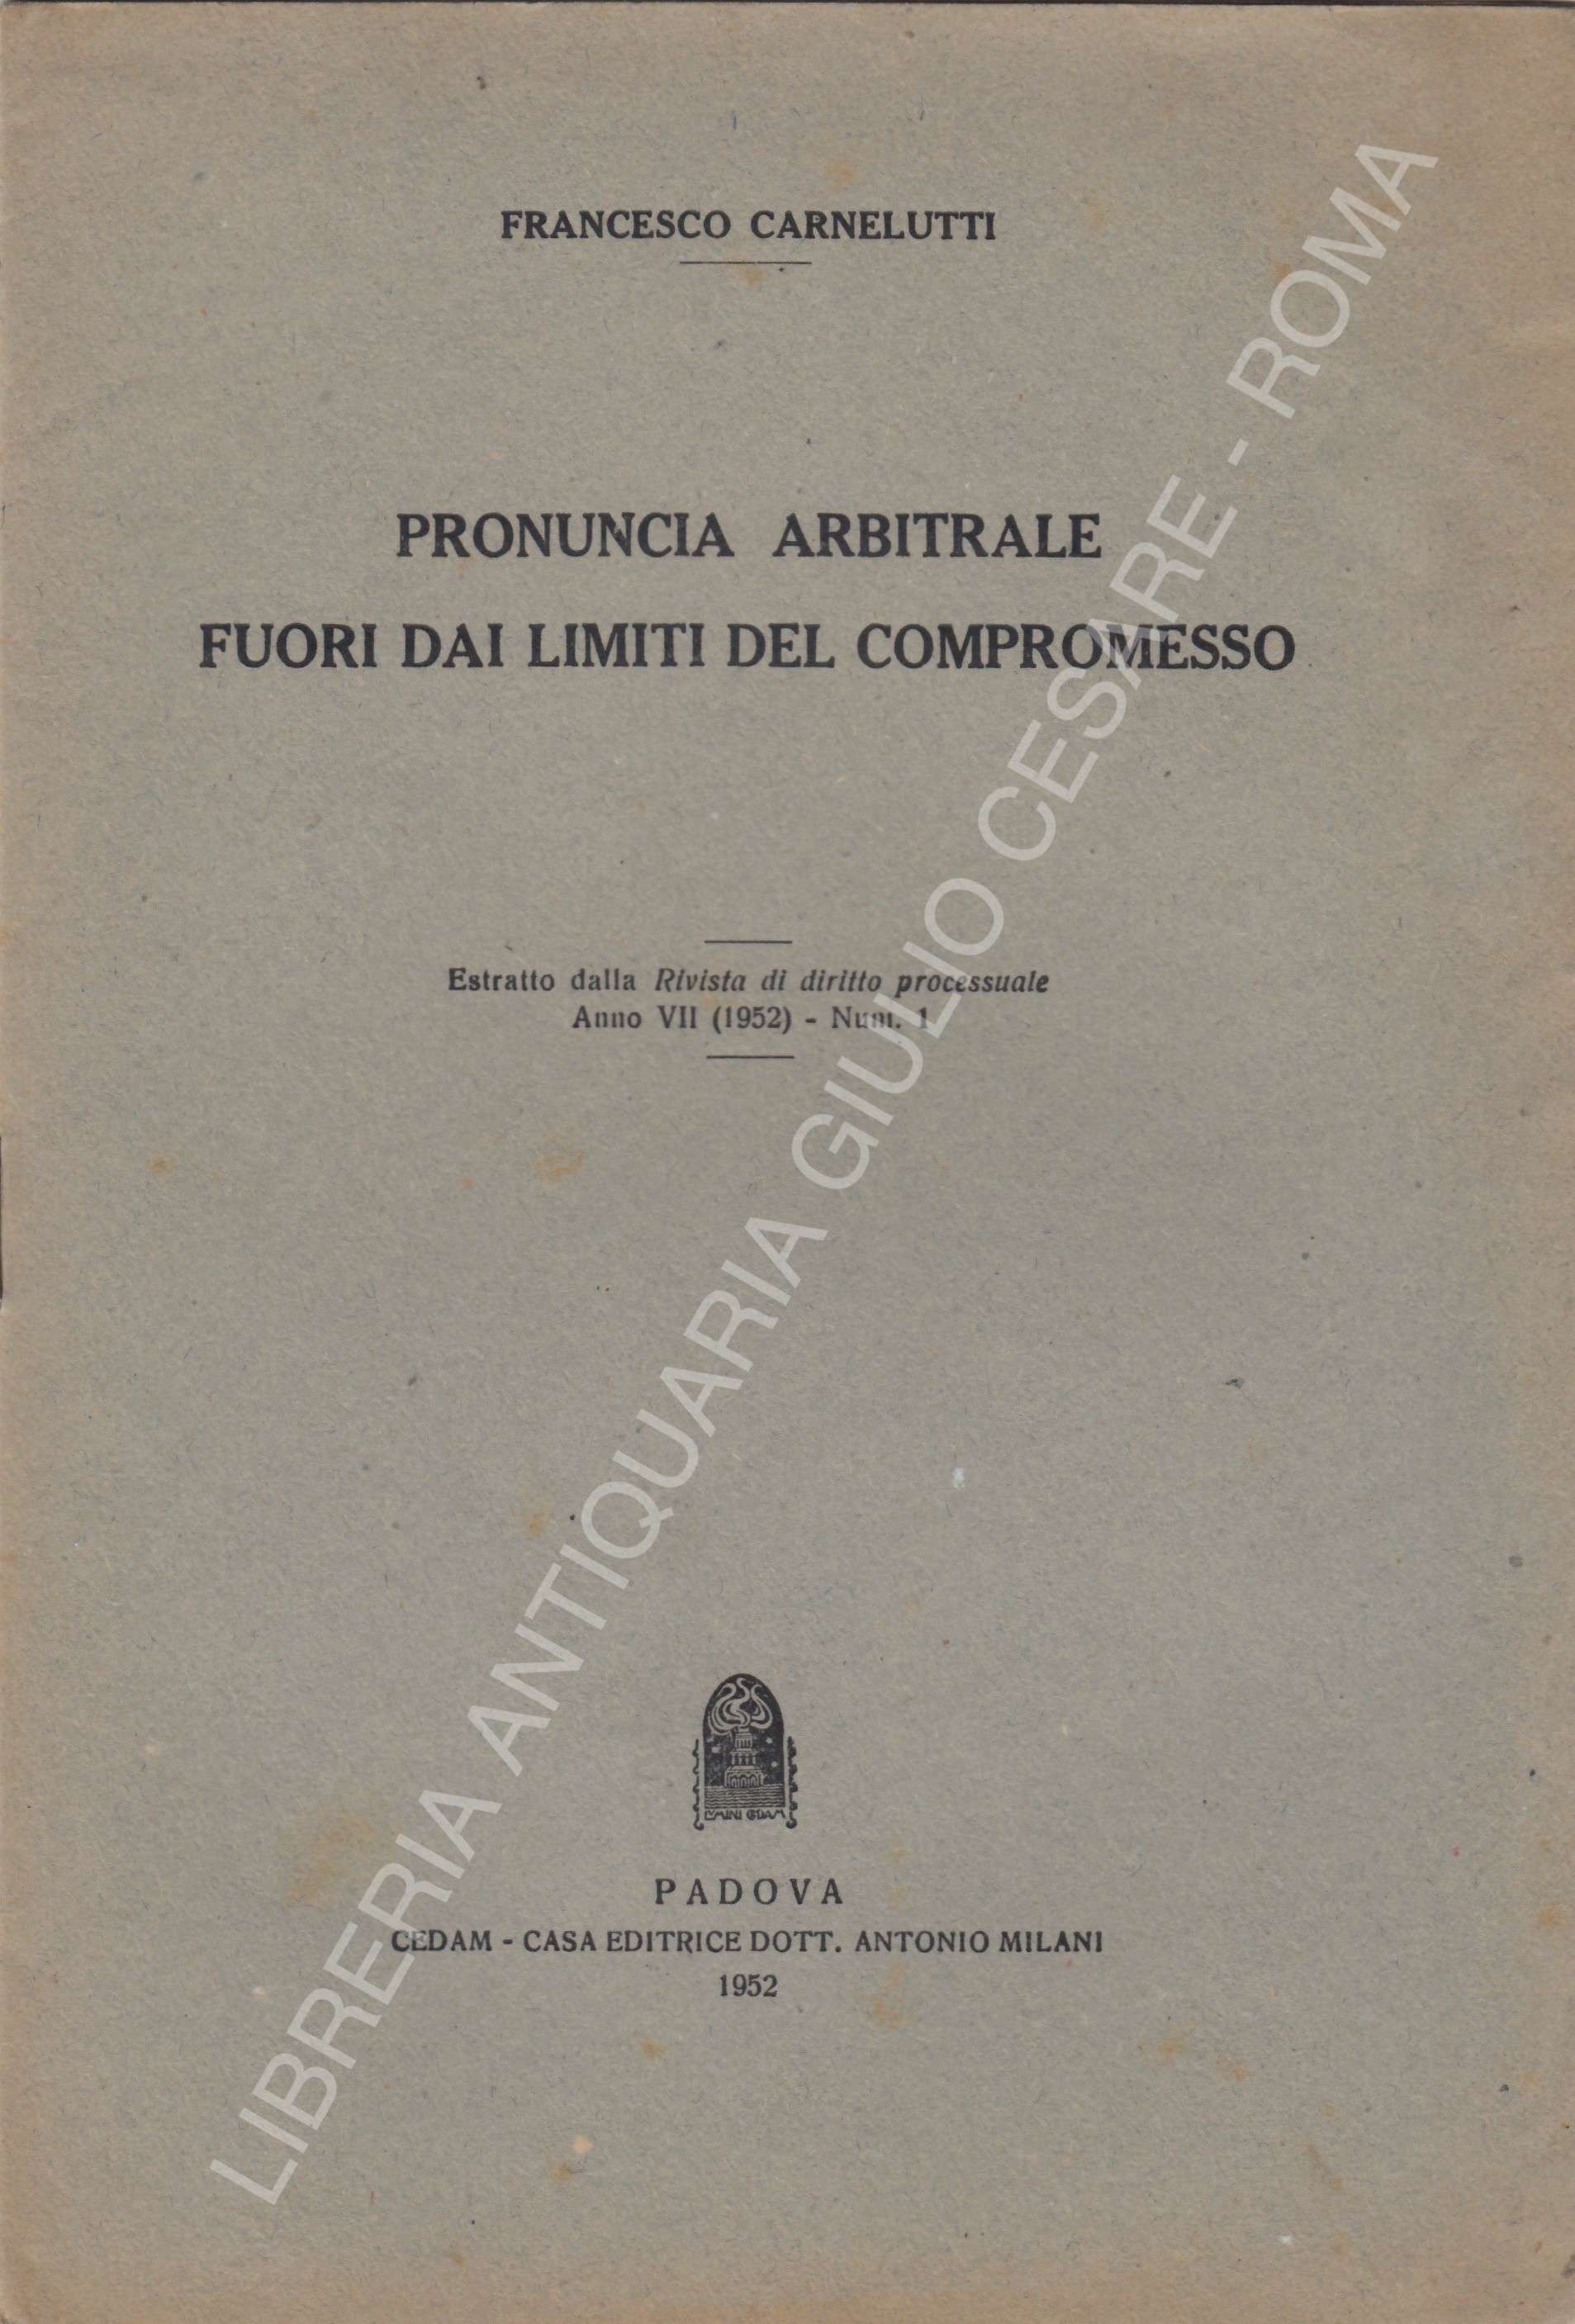 FRANCESCO CARNELUTTI
PRONUNCIA ARBITRALE
FUORI DAI LIMITI DEL COMPROMESSO
Estratto dalla Rivista di diritto processuale
Anno VII (1952) - Num. 1
PADOVA
CEDAM - CASA EDITRICE DOTT. ANTONIO MILANI
1952
LIBRERIA ANTIQUARIA GIULIO CESARE - ROMA